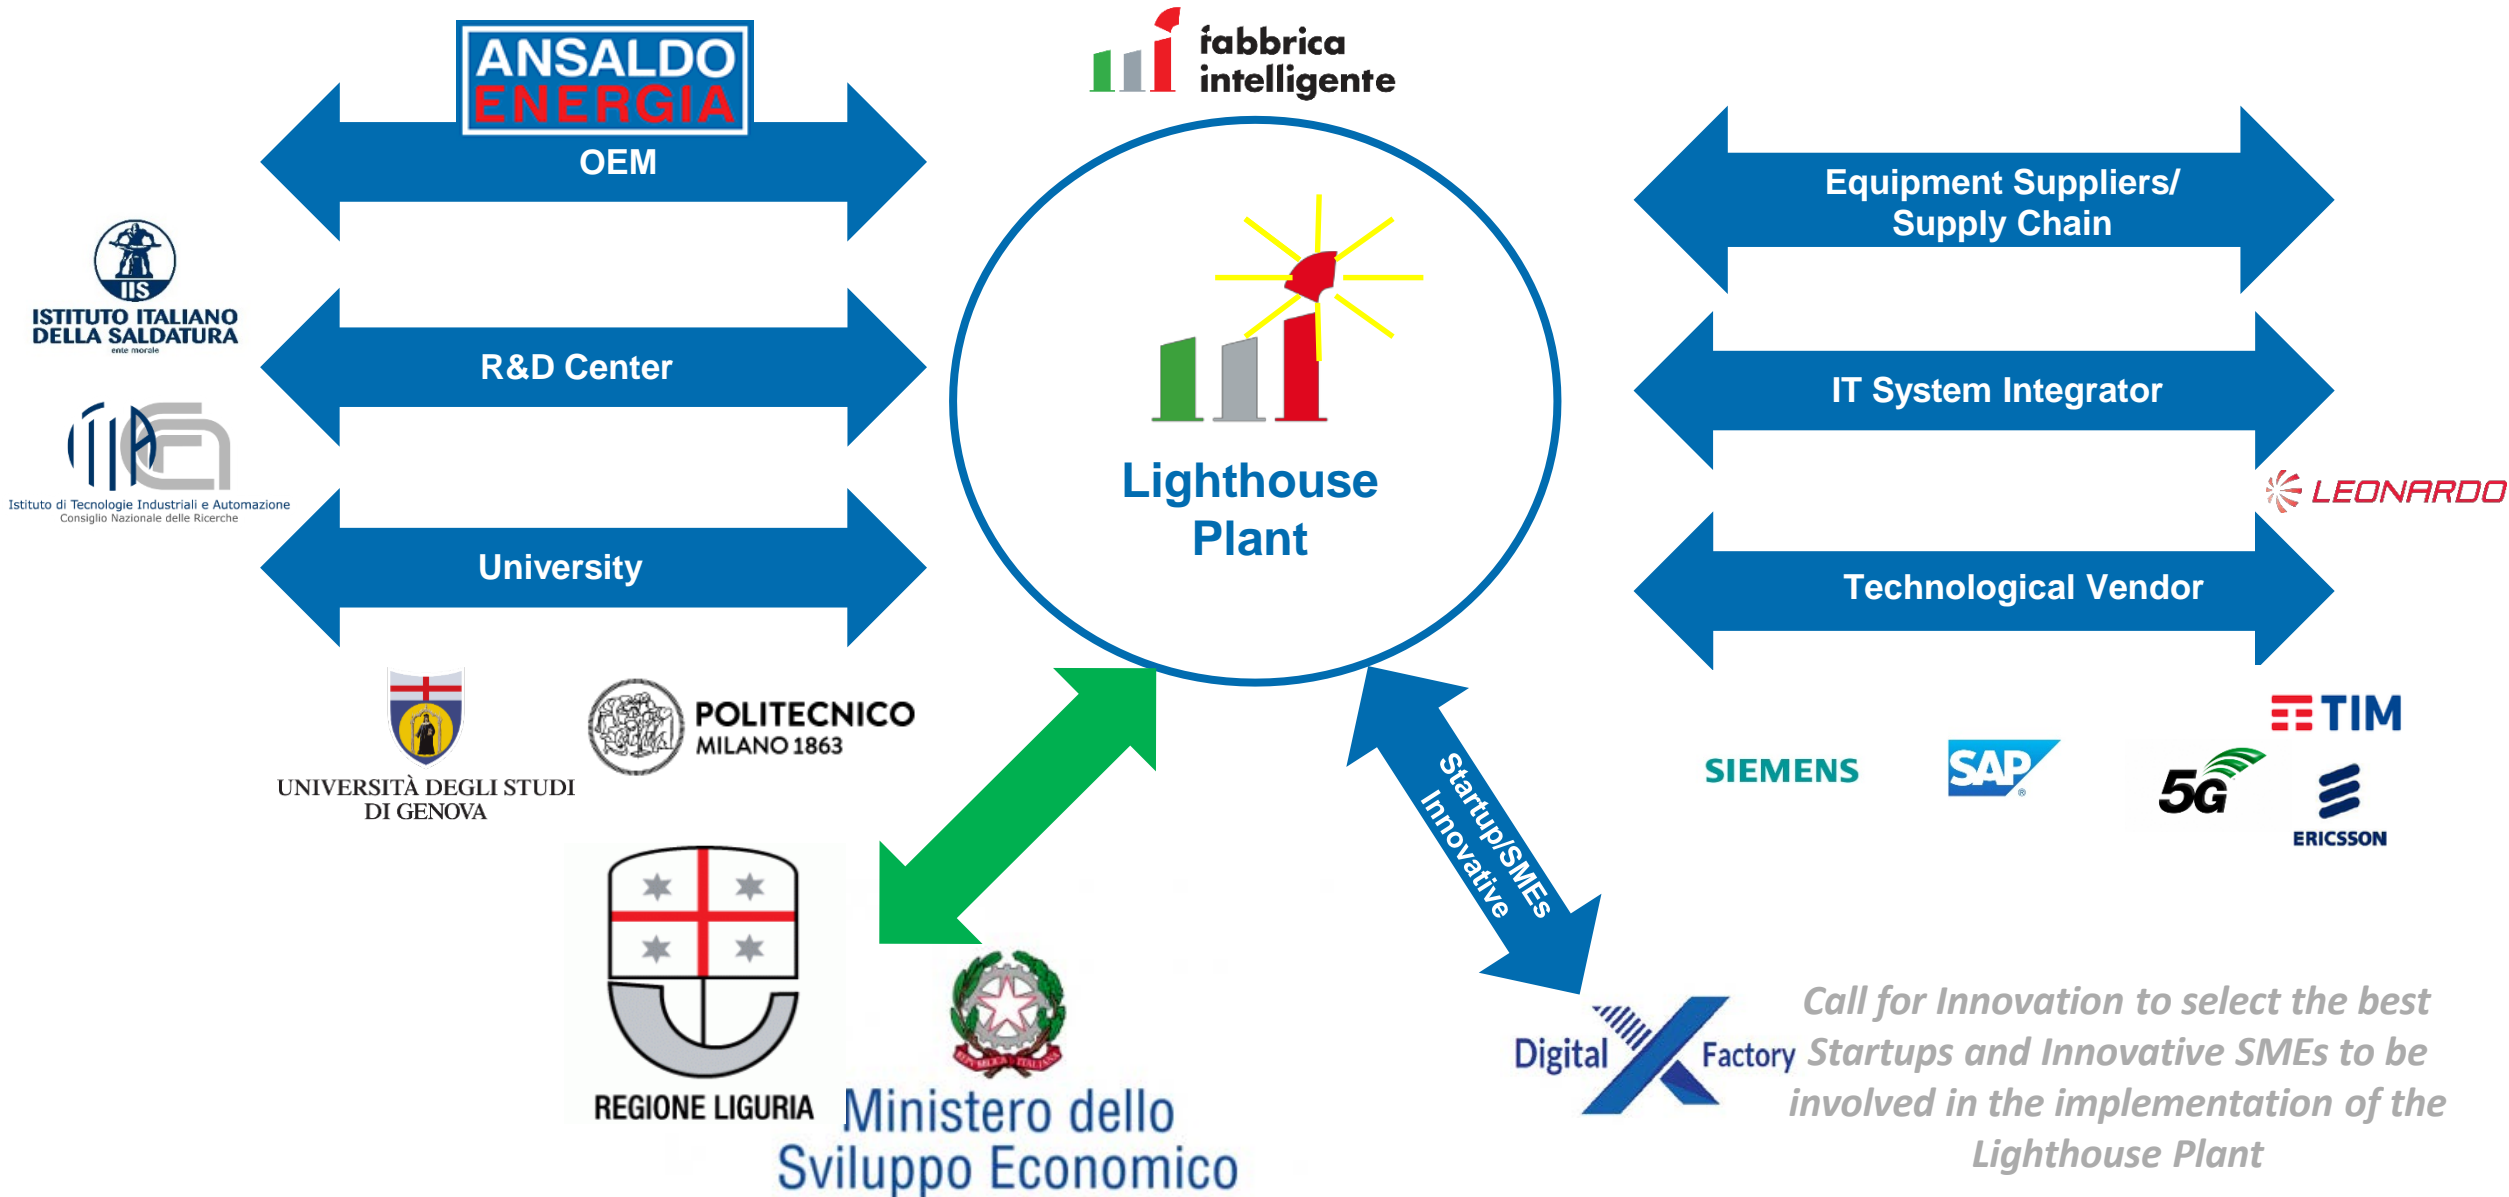 ANSALDO
ENERGIA
OEM
fabbrica
intelligente
Equipment Suppliers/
Supply Chain
IIS
ISTITUTO ITALIANO
DELLA SALDATURA
ente morale
R&D Center
IT System Integrator
ITIA
Istituto di Tecnologie Industriali e Automazione
Consiglio Nazionale delle Ricerche
Lighthouse
Plant
LEONARDO
University
Technological Vendor
UNIVERSITÀ DEGLI STUDI
DI GENOVA
POLITECNICO
MILANO 1863
Startup/SMEs
Innovative
SIEMENS
SAP
®
5G
TIM
ERICSSON
REGIONE LIGURIA
REPVBBLICA ITALIANA
Ministero dello
Sviluppo Economico
Digital X Factory
Call for Innovation to select the best
Startups and Innovative SMEs to be
involved in the implementation of the
Lighthouse Plant